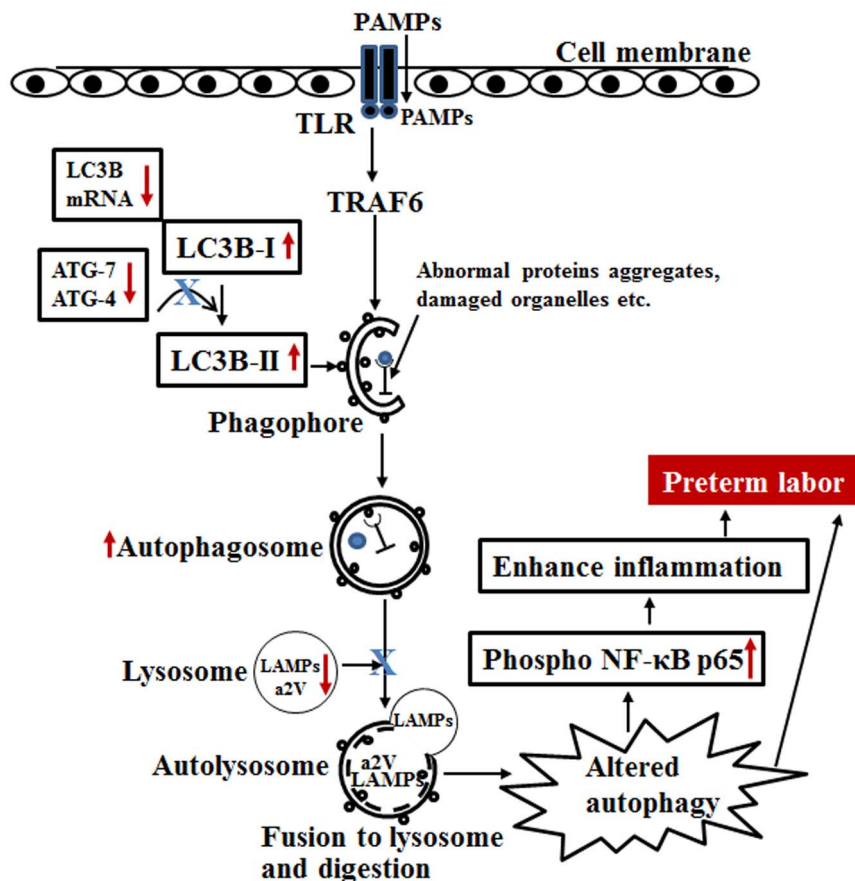 PAMPs
Cell membrane
TLR
PAMPs
LC3B
mRNA
TRAF6
LC3B-I
ATG-7
ATG-4
X
Abnormal proteins aggregates,
damaged organelles etc.
LC3B-II
Phagophore
Preterm labor
Autophagosome
Enhance inflammation
Lysosome
LAMPs
a2V
X
Phospho NF-κB p65
LAMPs
Autolysosome
a2V
LAMPs
Altered
autophagy
Fusion to lysosome
and digestion